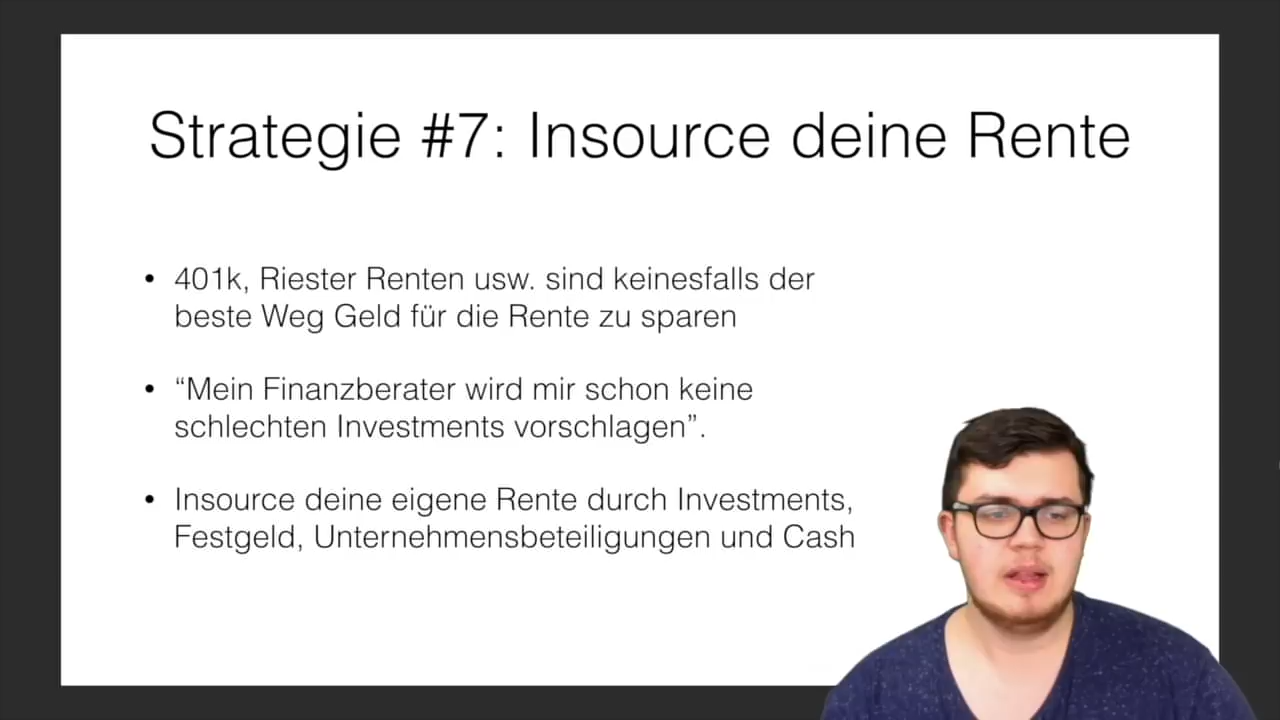 Strategie #7: Insource deine Rente
• 401k, Riester Renten usw. sind keinesfalls der
beste Weg Geld für die Rente zu sparen
• “Mein Finanzberater wird mir schon keine
schlechten Investments vorschlagen”.
• Insource deine eigene Rente durch Investments,
Festgeld, Unternehmensbeteiligungen und Cash